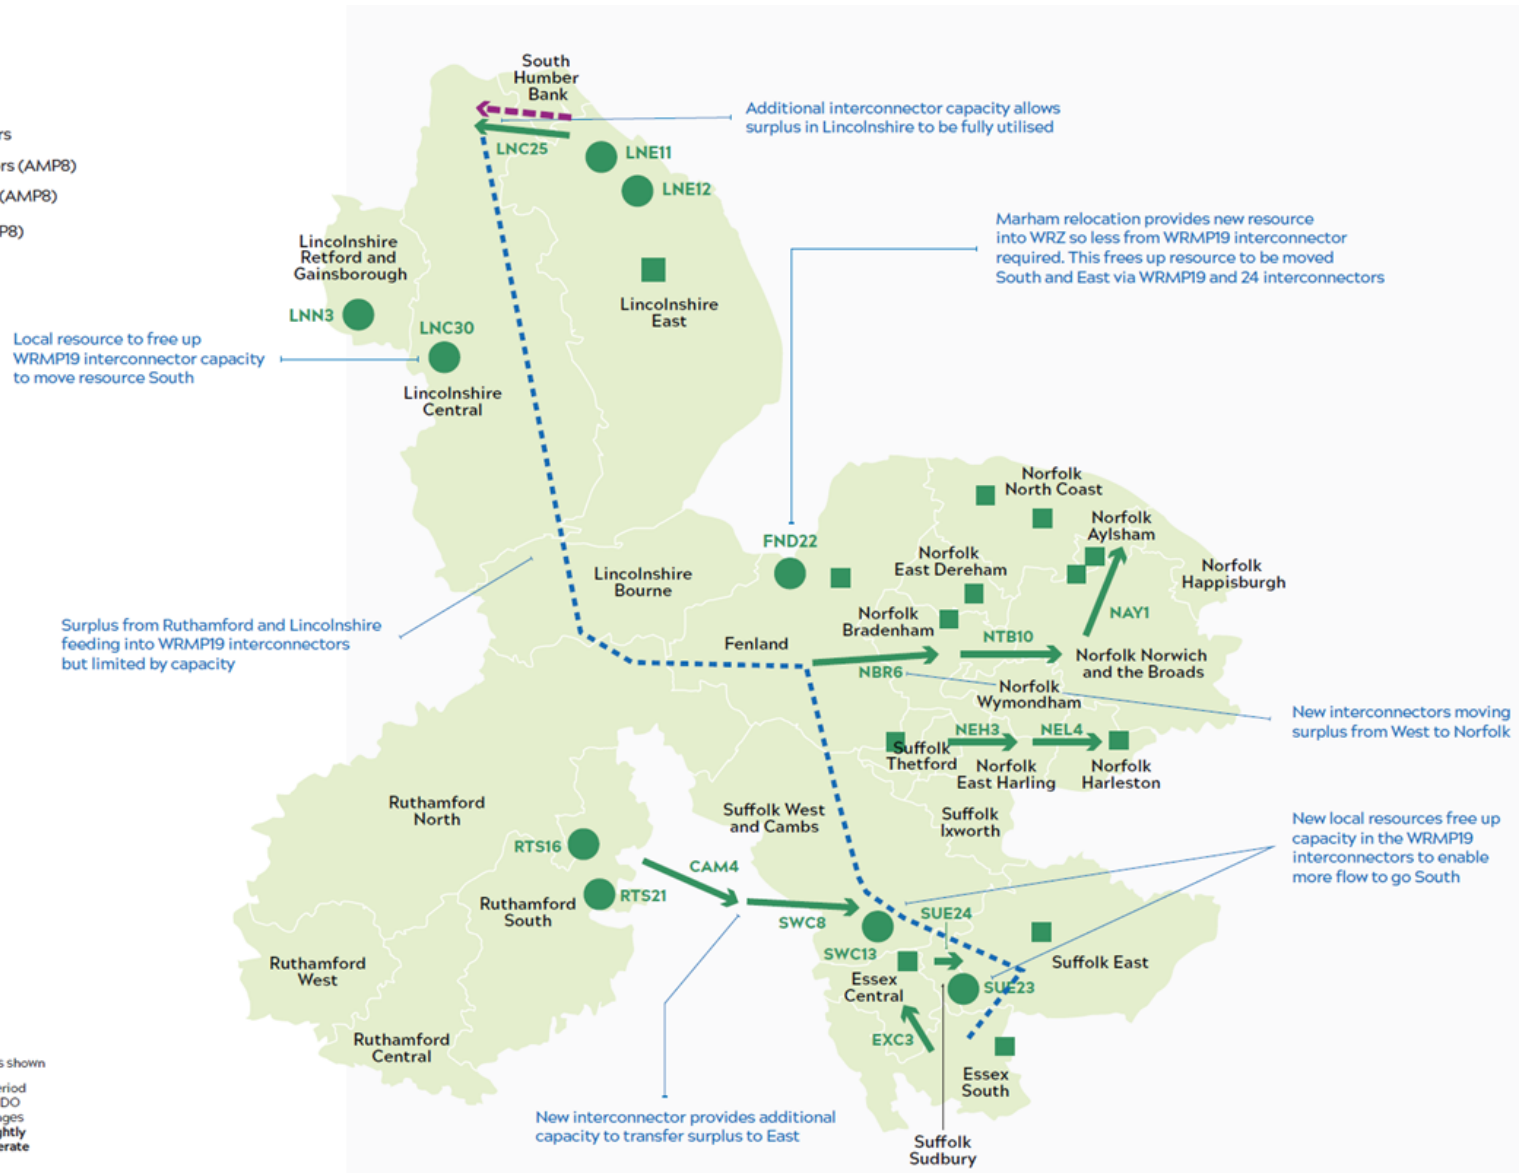 South
Humber
Bank
Additional interconnector capacity allows
surplus in Lincolnshire to be fully utilised
rs
rs (AMP8)
(AMP8)
P8)
LNC25
LNE11
LNE12
Marham relocation provides new resource
into WRZ so less from WRMP19 interconnector
required. This frees up resource to be moved
South and East via WRMP19 and 24 interconnectors
Lincolnshire
Retford and
Gainsborough
LNN3
Lincolnshire
East
LNC30
Local resource to free up
WRMP19 interconnector capacity
to move resource South
Lincolnshire
Central
Norfolk
North Coast
Norfolk
Aylsham
FND22
Norfolk
East Dereham
Norfolk
Happisburgh
Lincolnshire
Bourne
Norfolk
Bradenham
NAY1
Surplus from Ruthamford and Lincolnshire
feeding into WRMP19 interconnectors
but limited by capacity
Fenland
NTB10
NBR6
Norfolk Norwich
and the Broads
Norfolk
Wymondham
New interconnectors moving
surplus from West to Norfolk
NEH3
NEL4
Suffolk
Thetford
Norfolk
East Harling
Norfolk
Harleston
Ruthamford
North
Suffolk West
and Cambs
Suffolk
Ixworth
New local resources free up
capacity in the WRMP19
interconnectors to enable
more flow to go South
RTS16
CAM4
RTS21
Ruthamford
South
SWC8
SUE24
SWC13
Ruthamford
West
Essex
Central
Suffolk East
SUE23
Ruthamford
Central
EXC3
Essex
South
s shown
eriod
DO
ages
ghtly
erate
New interconnector provides additional
capacity to transfer surplus to East
Suffolk
Sudbury